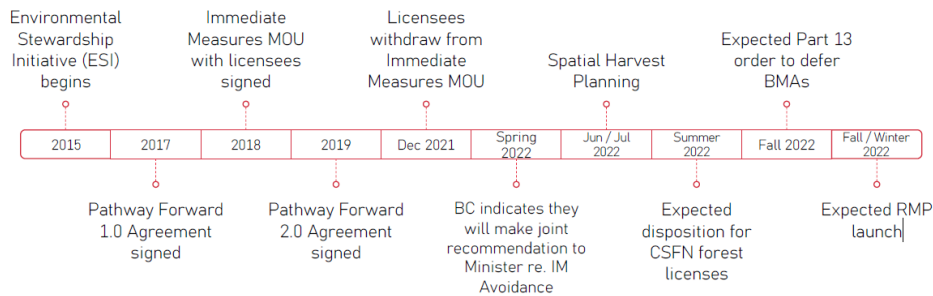 Environmental
Stewardship
Initiative (ESI)
begins
Immediate
Measures MOU
with licensees
signed
Licensees
withdraw from
Immediate
Measures MOU
Spatial Harvest
Planning
Expected Part 13
order to defer
BMAs
2015
2017
2018
2019
Dec 2021
Spring
2022
Jun / Jul
2022
Summer
2022
Fall 2022
Fall / Winter
2022
Pathway Forward
1.0 Agreement
signed
Pathway Forward
2.0 Agreement
signed
BC indicates they
will make joint
recommendation to
Minister re. IM
Avoidance
Expected
disposition for
CSFN forest
licenses
Expected RMP
launch